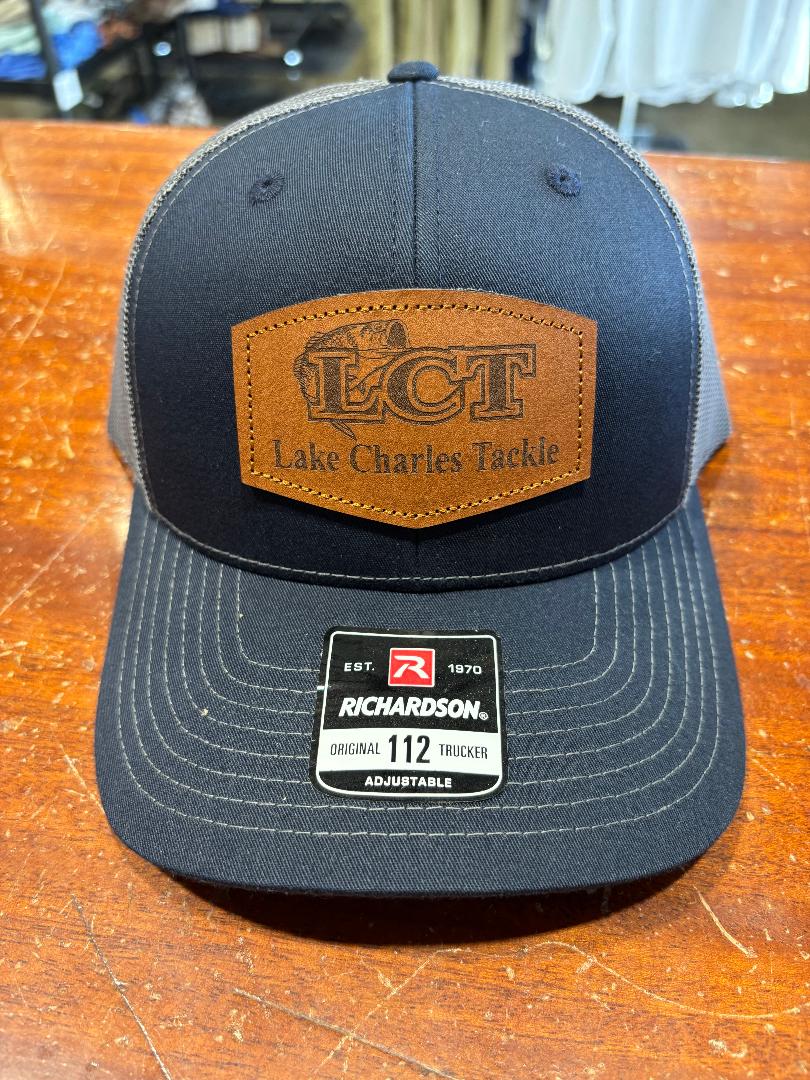 LCT
Lake Charles Tackle
EST. R 1970
RICHARDSON®
ORIGINAL 112 TRUCKER
ADJUSTABLE